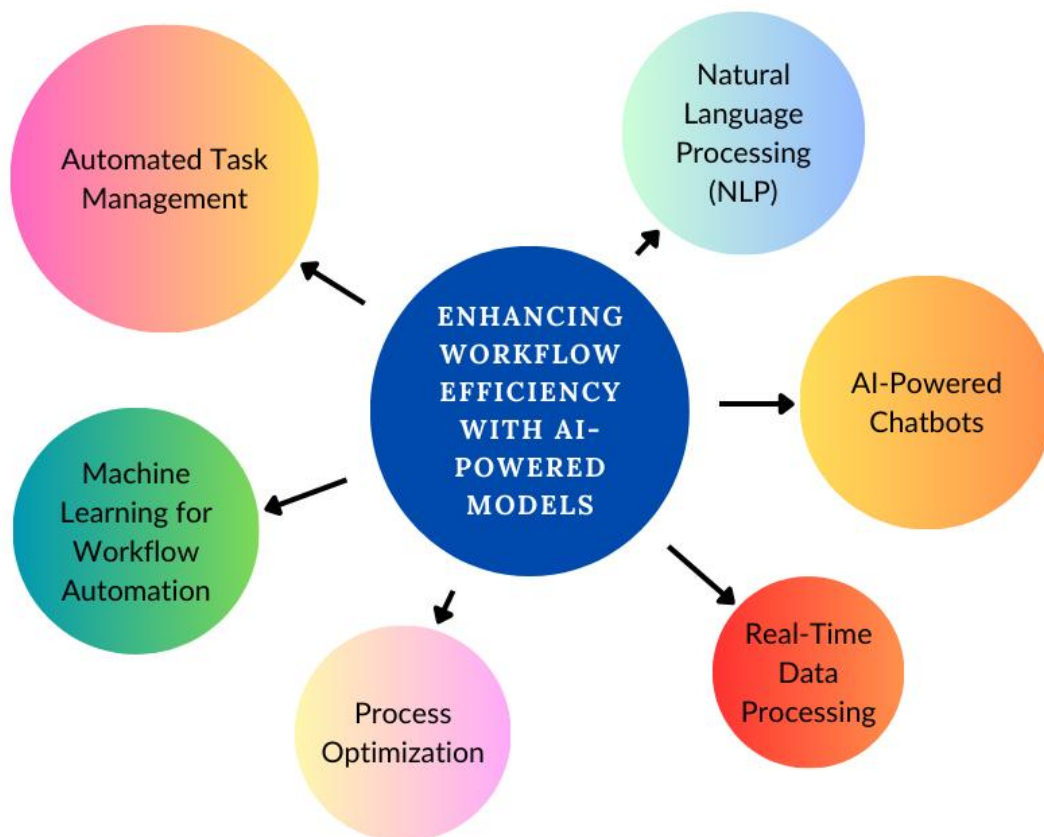 Automated Task
Management
Natural
Language
Processing
(NLP)
ENHANCING
WORKFLOW
EFFICIENCY
WITH AI-
POWERED
MODELS
AI-Powered
Chatbots
Machine
Learning for
Workflow
Automation
Real-Time
Data
Processing
Process
Optimization